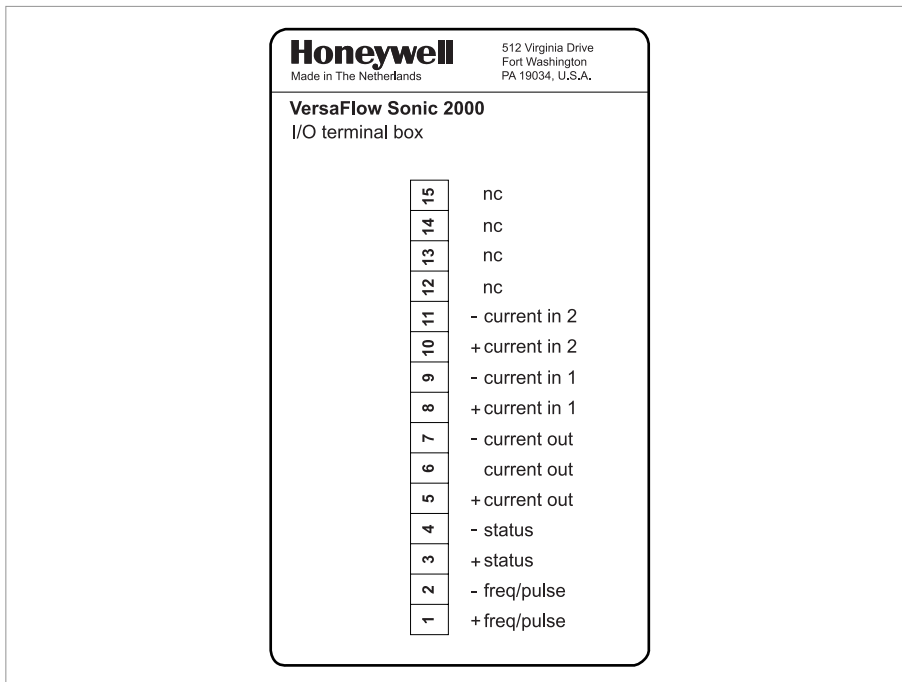 Honeywell
Made in The Netherlands
512 Virginia Drive
Fort Washington
PA 19034, U.S.A.
VersaFlow Sonic 2000
I/O terminal box
15 nc
14 nc
13 nc
12 nc
11 - current in 2
10 + current in 2
9 - current in 1
8 + current in 1
7 - current out
6 current out
5 + current out
4 - status
3 + status
2 - freq/pulse
1 + freq/pulse